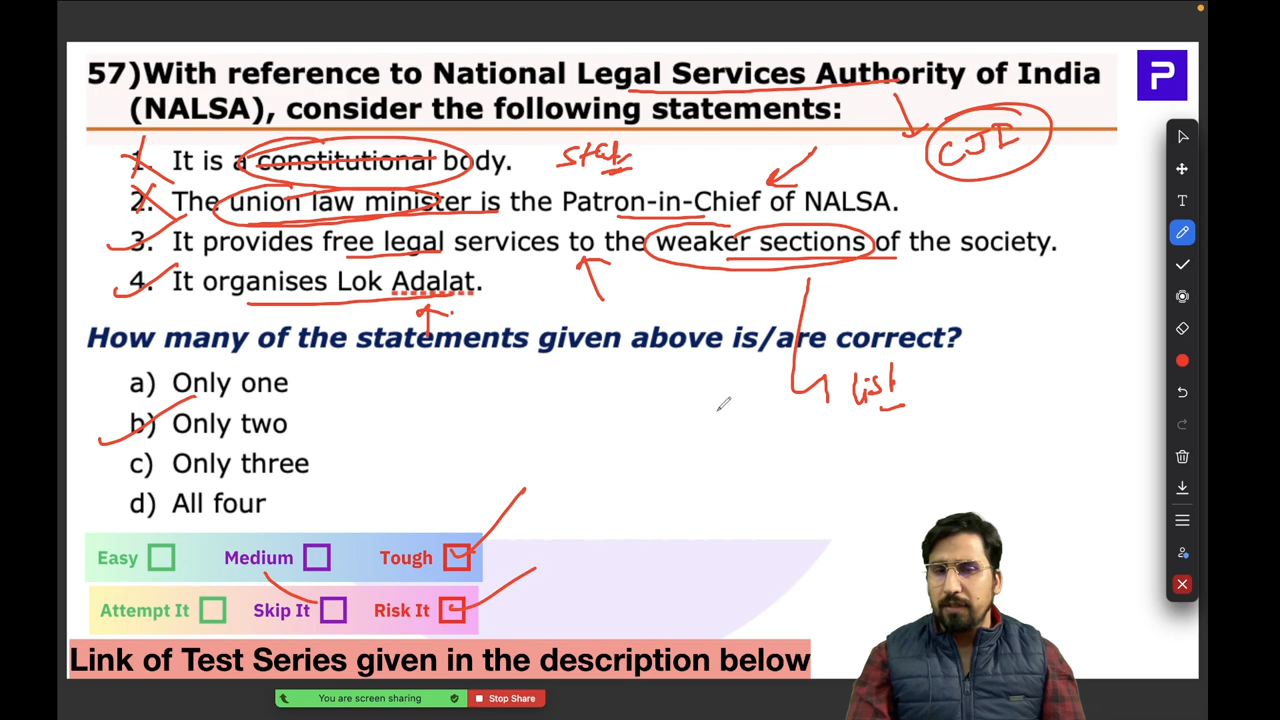 57)With reference to National Legal Services Authority of India
(NALSA), consider the following statements:
CJI
1. It is a constitutional body.
2. The union law minister is the Patron-in-Chief of NALSA.
3. It provides free legal services to the weaker sections of the society.
4. It organises Lok Adalat.
How many of the statements given above is/are correct?
a) Only one
list
b) Only two
c) Only three
d) All four
Easy Medium Tough
Attempt It Skip It Risk It
Link of Test Series given in the description below
You are screen sharing Stop Share